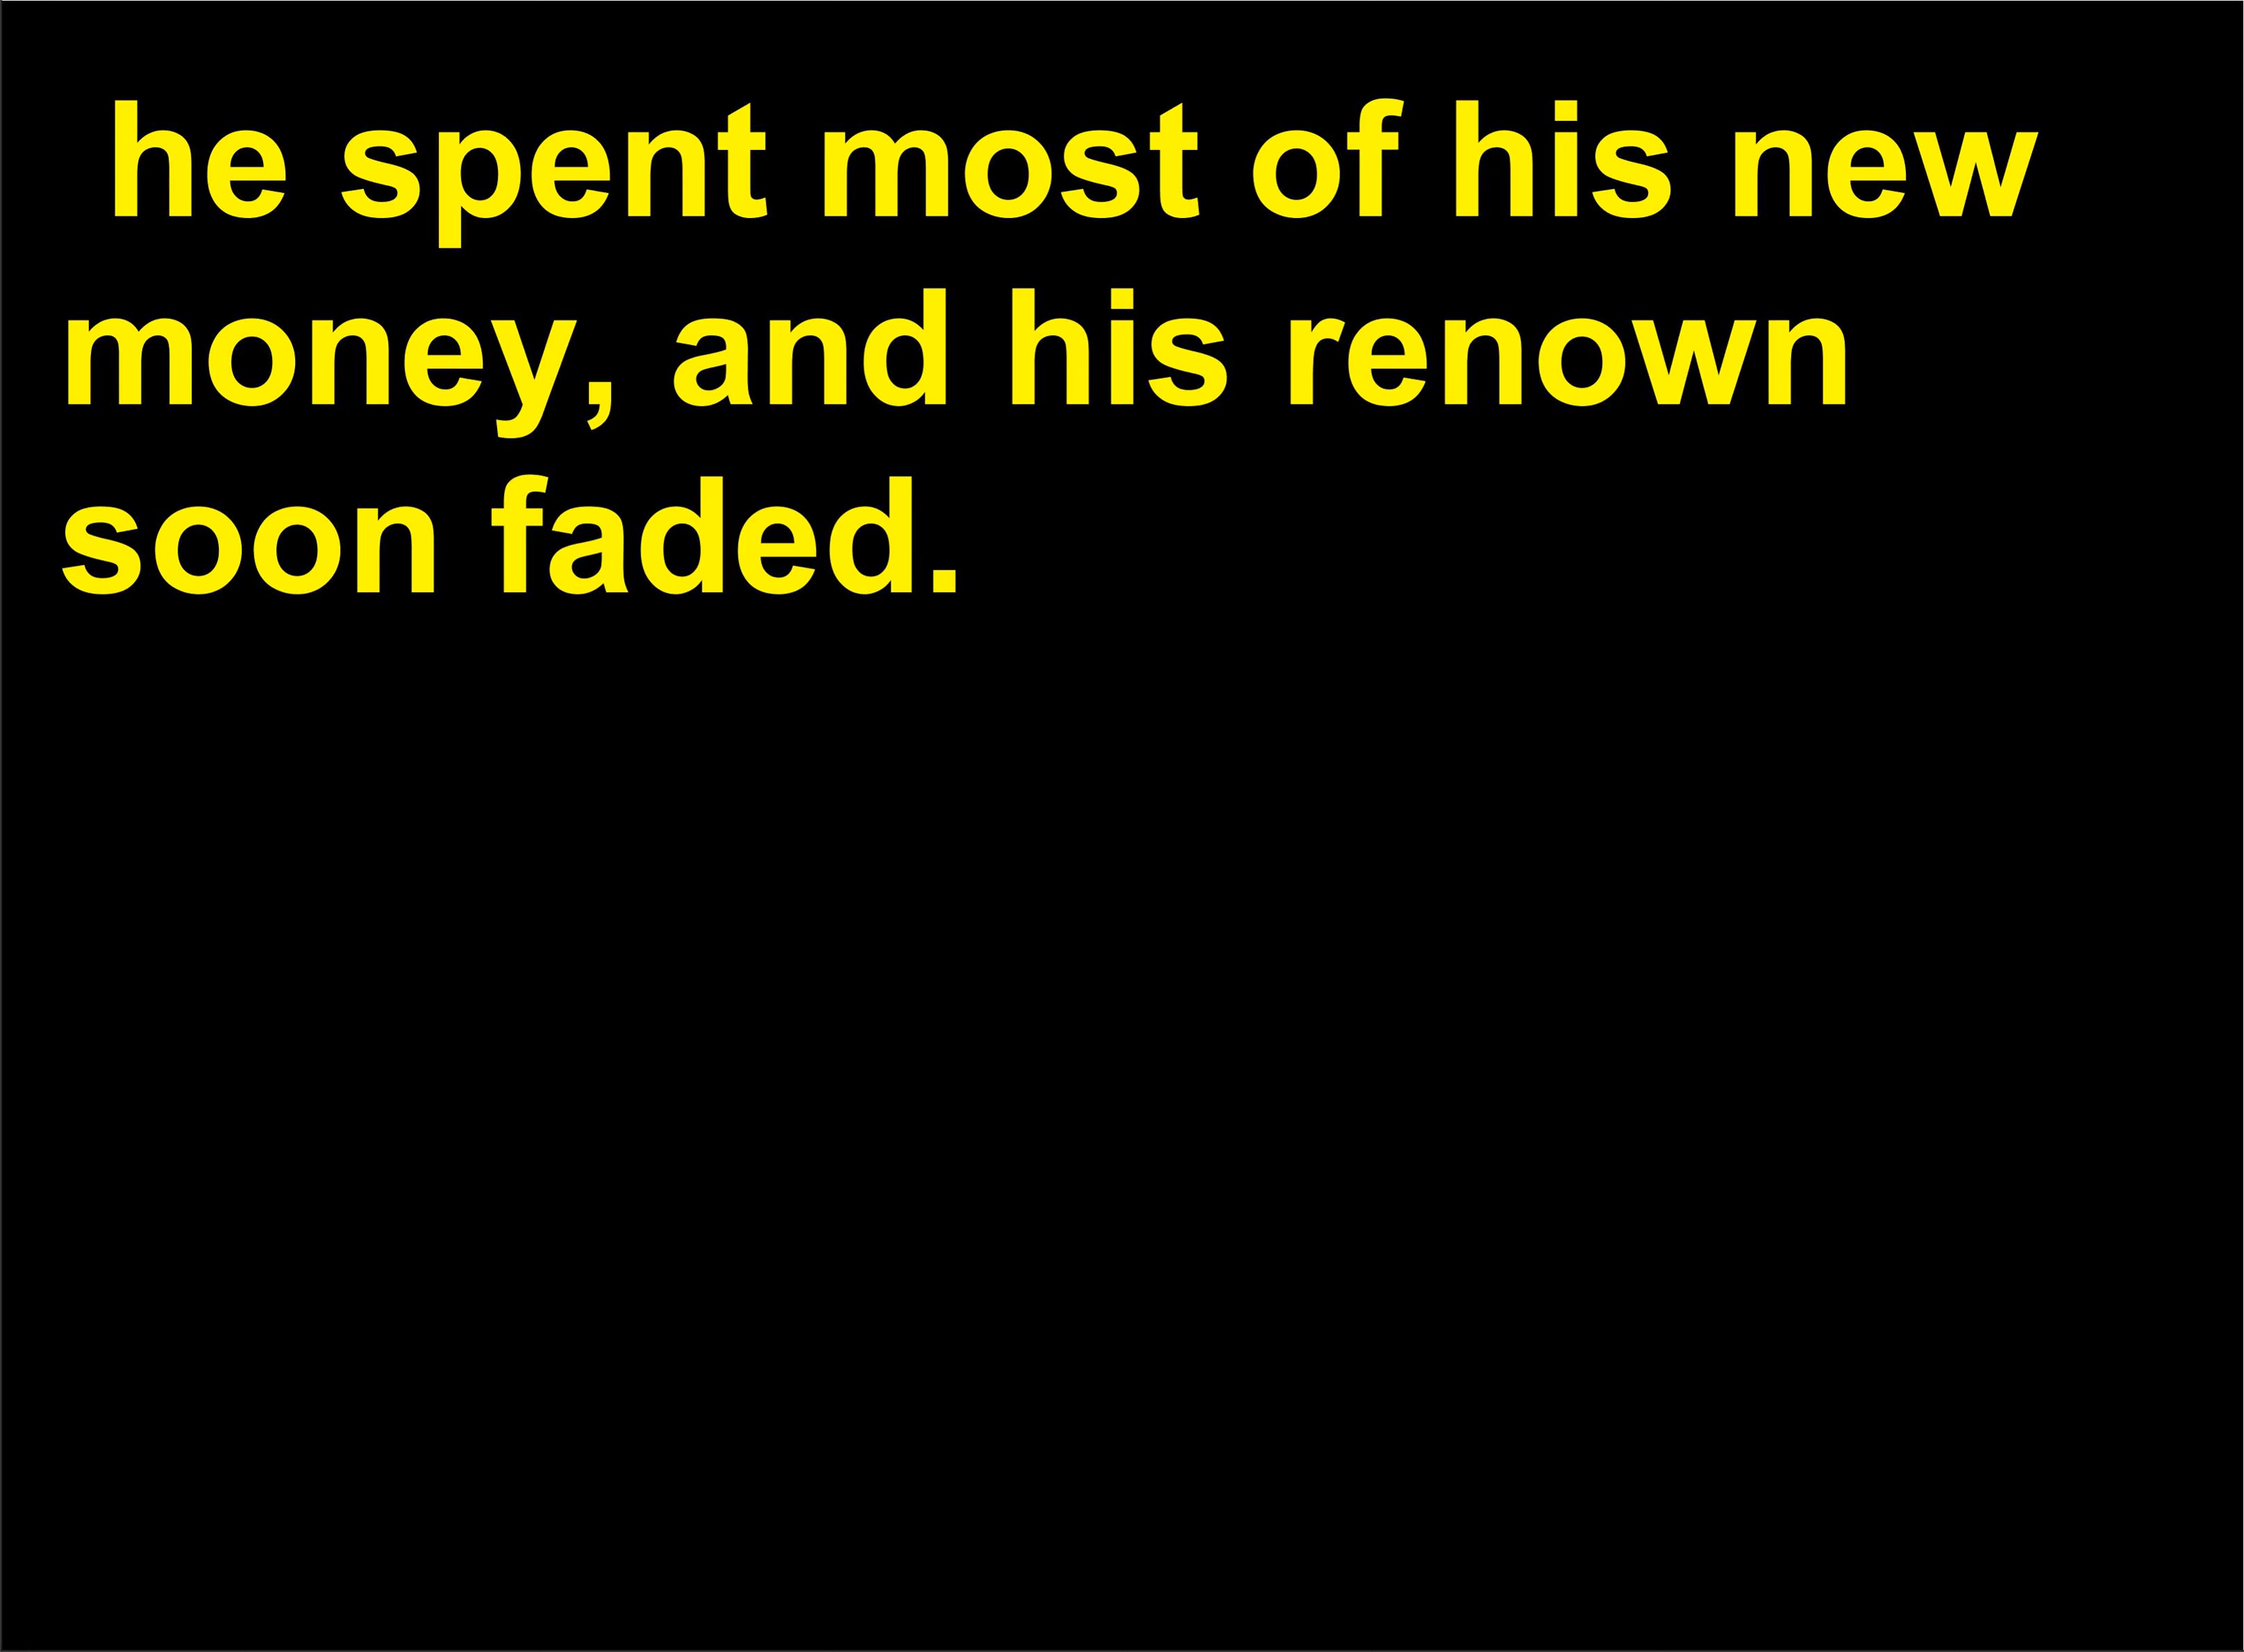 he spent most of his new
money, and his renown
soon faded.